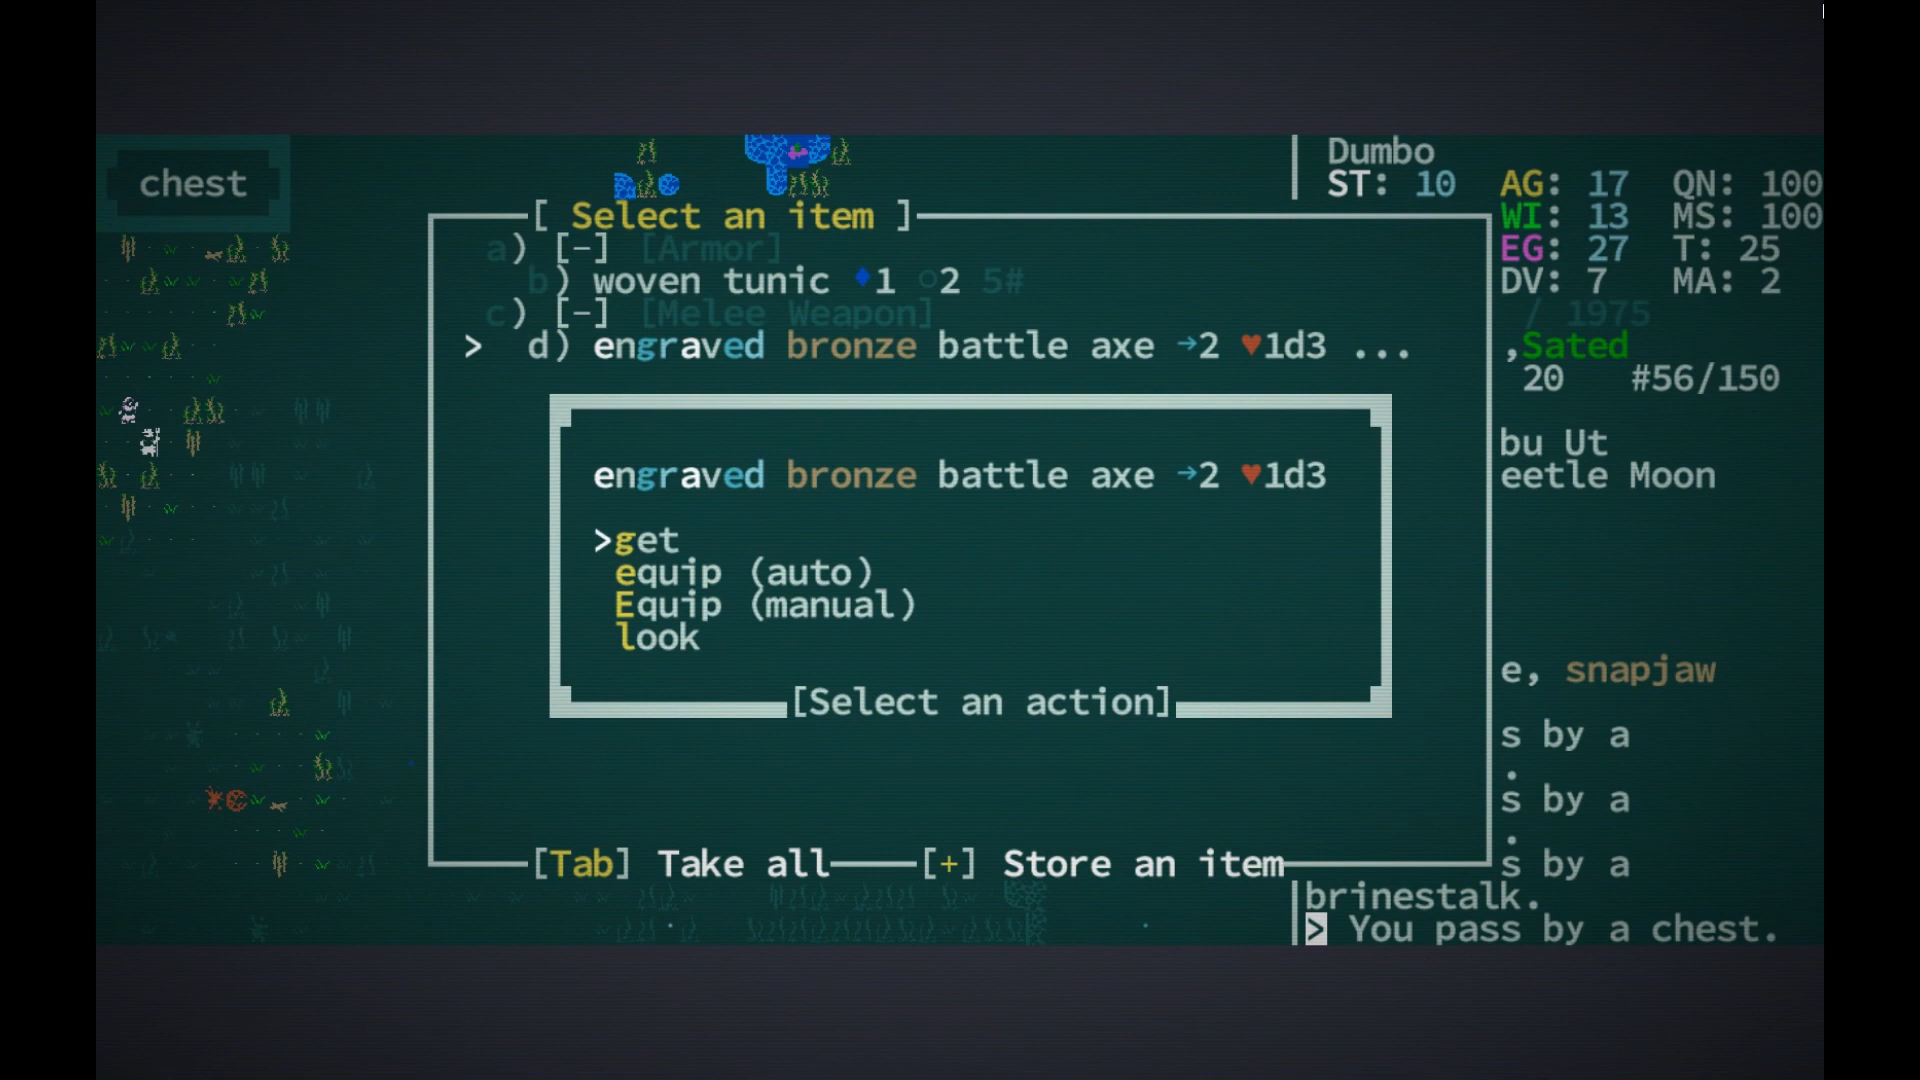 chest
Dumbo
ST: 10 AG: 17 QN: 100
WI: 13 MS: 100
EG: 27 T: 25
DV: 7 MA: 2
/ 1975
,Sated
20 #56/150
bu Ut
eetle Moon
e, snapjaw
s by a
.
s by a
.
s by a
brinestalk.
> You pass by a chest.
[ Select an item ]
a) [-] [Armor]
b) woven tunic ♦1 ○2 5#
c) [-] [Melee Weapon]
> d) engraved bronze battle axe →2 ♥1d3 ...
engraved bronze battle axe →2 ♥1d3
>get
equip (auto)
Equip (manual)
look
[Select an action]
[Tab] Take all [+] Store an item